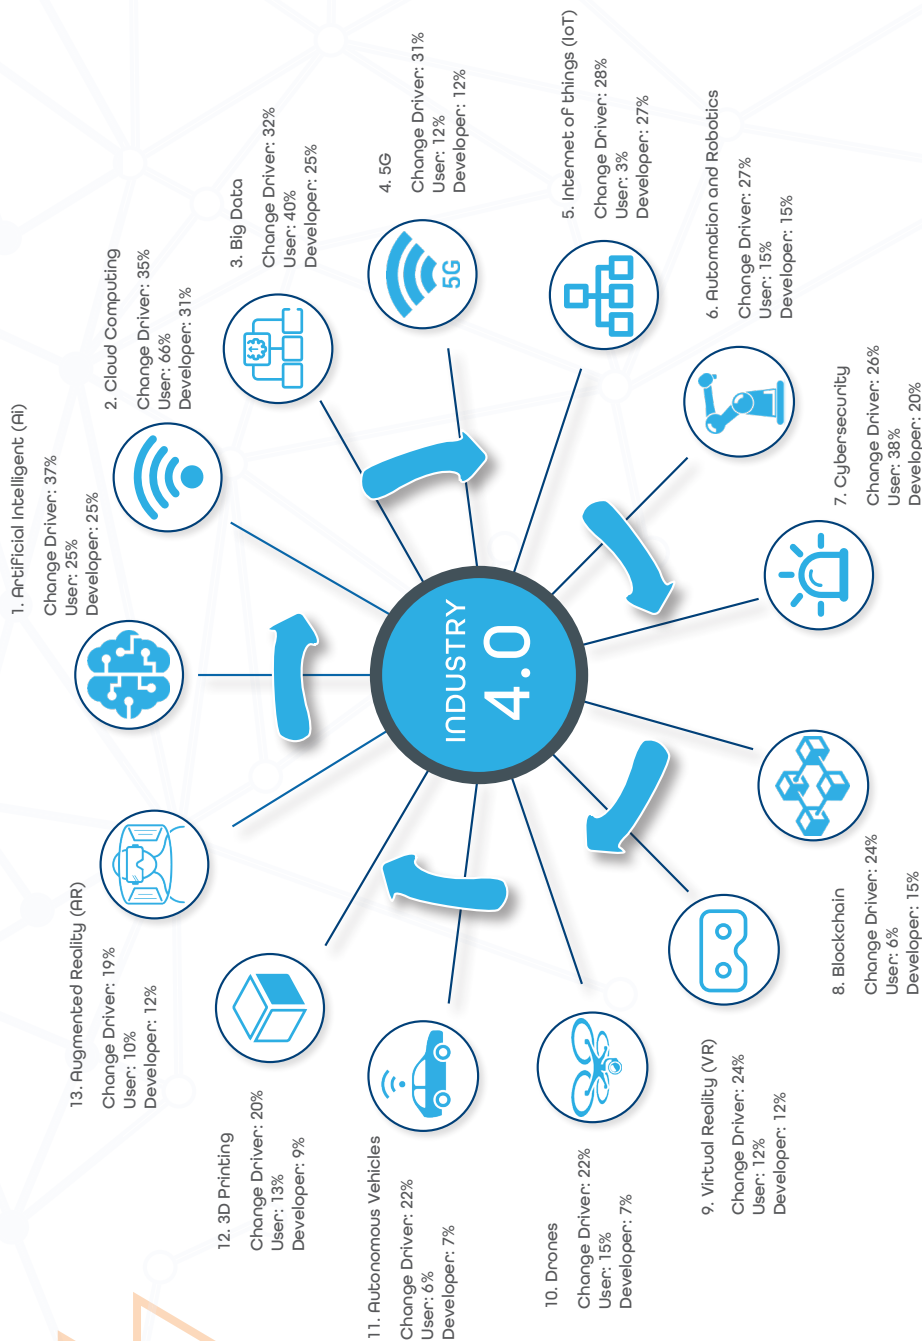 1. Artificial Intelligent (Ai)
Change Driver: 37%
User: 25%
Developer: 25%
2. Cloud Computing
Change Driver: 35%
User: 66%
Developer: 31%
3. Big Data
Change Driver: 32%
User: 40%
Developer: 25%
4. 5G
Change Driver: 31%
User: 12%
Developer: 12%
5G
5. Internet of things (IoT)
Change Driver: 28%
User: 3%
Developer: 27%
6. Automation and Robotics
Change Driver: 27%
User: 15%
Developer: 15%
7. Cybersecurity
Change Driver: 26%
User: 38%
Developer: 20%
8. Blockchain
Change Driver: 24%
User: 6%
Developer: 15%
9. Virtual Reality (VR)
Change Driver: 24%
User: 12%
Developer: 12%
10. Drones
Change Driver: 22%
User: 15%
Developer: 7%
11. Autonomous Vehicles
Change Driver: 22%
User: 6%
Developer: 7%
12. 3D Printing
Change Driver: 20%
User: 13%
Developer: 9%
13. Augmented Reality (AR)
Change Driver: 19%
User: 10%
Developer: 12%
INDUSTRY
4.0